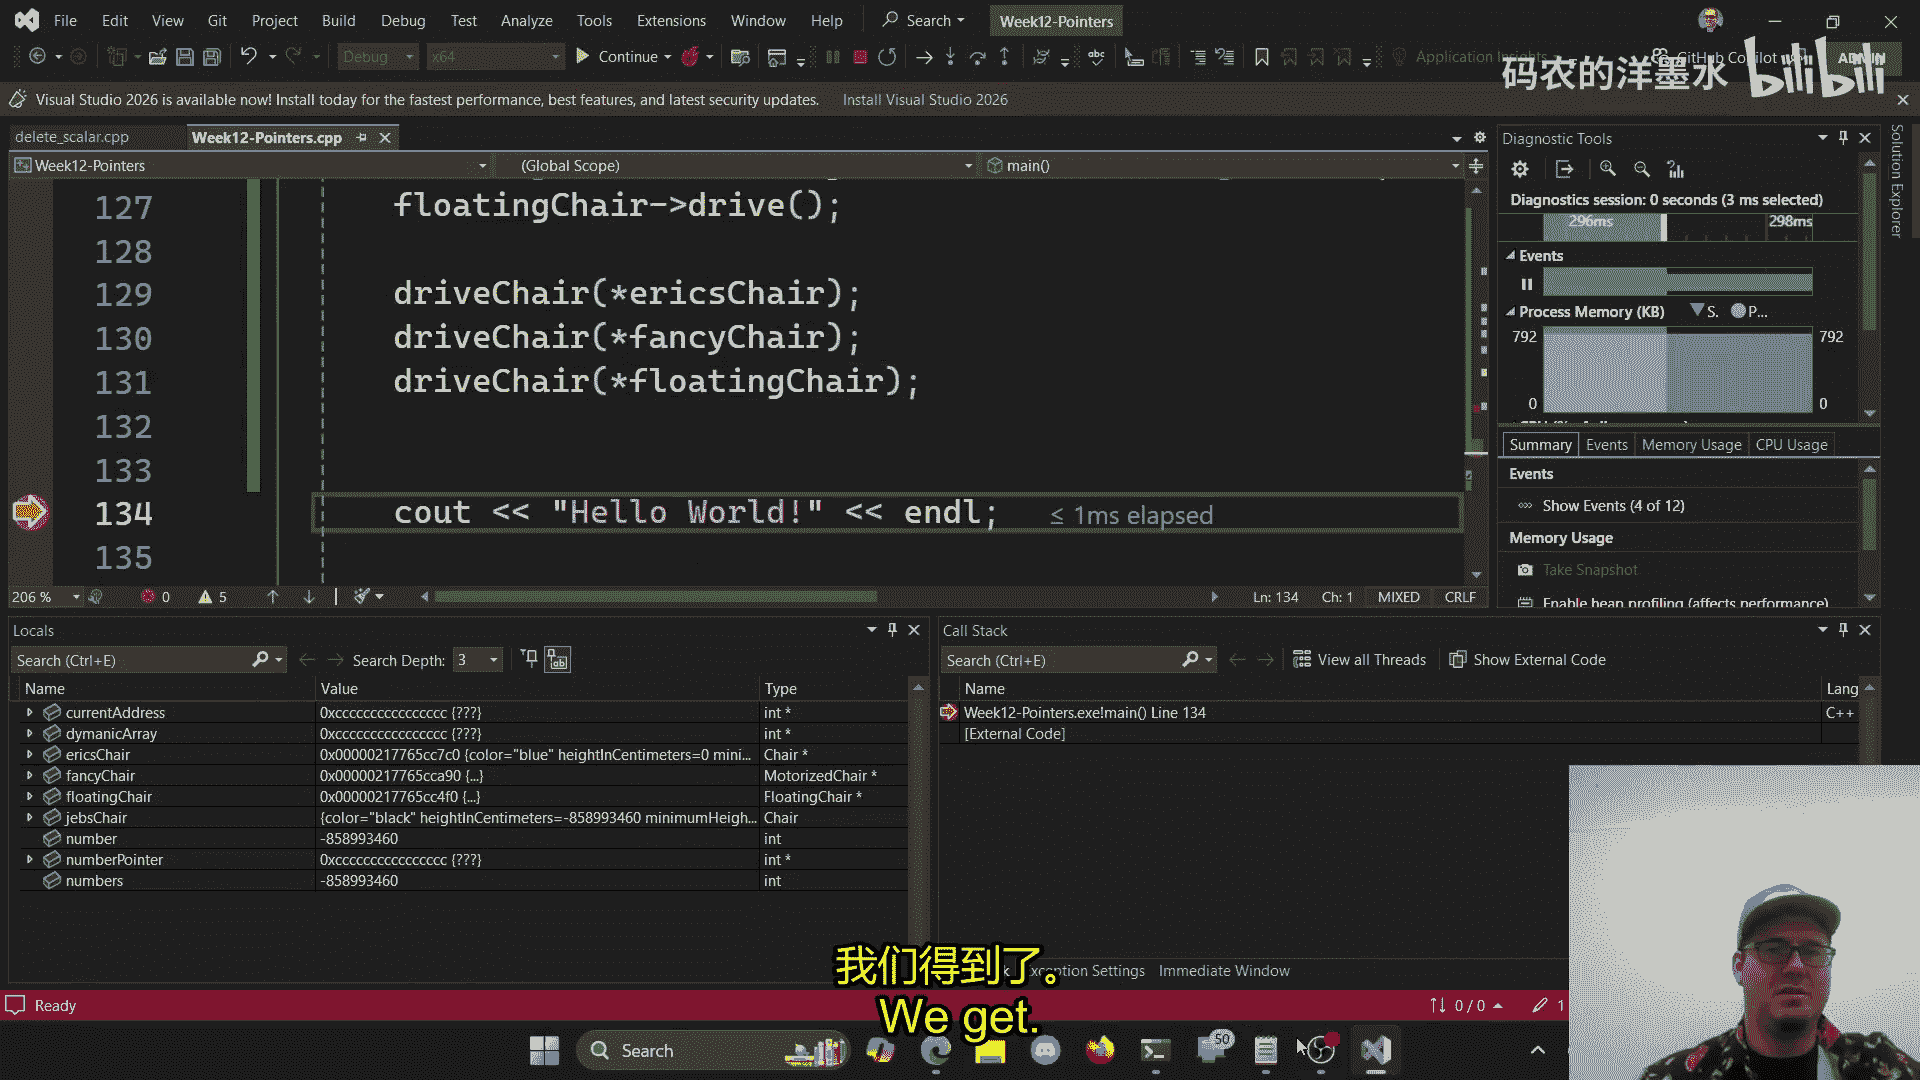 File Edit View Git Project Build Debug Test Analyze Tools Extensions Window Help Search Week12-Pointers
Debug x64 Continue Application Insights GitHub Copilot ADMIN
码农的洋墨水 bilibili
Visual Studio 2026 is available now! Install today for the fastest performance, best features, and latest security updates. Install Visual Studio 2026
delete_scalar.cpp Week12-Pointers.cpp
Week12-Pointers (Global Scope) main()
127 floatingChair->drive();
128
129 driveChair(*ericsChair);
130 driveChair(*fancyChair);
131 driveChair(*floatingChair);
132
133
134 cout << "Hello World!" << endl; ≤ 1ms elapsed
135
206 % 0 5 Ln: 134 Ch: 1 MIXED CRLF
Diagnostic Tools
Diagnostics session: 0 seconds (3 ms selected)
296ms 298ms
Events
Process Memory (KB) S. P...
792 792
0 0
Summary Events Memory Usage CPU Usage
Events
Show Events (4 of 12)
Memory Usage
Take Snapshot
Enable heap profiling (affects performance)
Solution Explorer
Locals
Search (Ctrl+E) Search Depth: 3
Name Value Type
currentAddress 0xcccccccccccccccc {???} int *
dymanicArray 0xcccccccccccccccc {???} int *
ericsChair 0x00000217765cc7c0 {color="blue" heightInCentimeters=0 mini... Chair *
fancyChair 0x00000217765cca90 {...} MotorizedChair *
floatingChair 0x00000217765cc4f0 {...} FloatingChair *
jebsChair {color="black" heightInCentimeters=-858993460 minimumHeigh... Chair
number -858993460 int
numberPointer 0xcccccccccccccccc {???} int *
numbers -858993460 int
Call Stack
Search (Ctrl+E) View all Threads Show External Code
Name Lang
Week12-Pointers.exe!main() Line 134 C++
[External Code]
Exception Settings Immediate Window
我们得到了。
We get.
Ready 0 / 0 1
Search 50